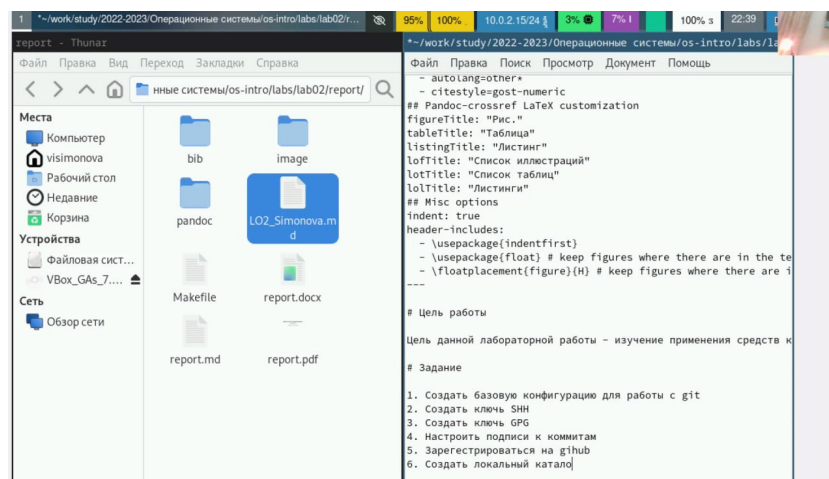 1 *~/work/study/2022-2023/Операционные системы/os-intro/labs/lab02/r...
95% 100% 10.0.2.15/24 3% 7% 100% 22:39
report - Thunar
Файл Правка Вид Переход Закладки Справка
нные системы/os-intro/labs/lab02/report/
Места
Компьютер
visimonova
Рабочий стол
Недавние
Корзина
Устройства
Файловая сист...
VBox_GAs_7....
Сеть
Обзор сети
bib
image
pandoc
LO2_Simonova.m
d
Makefile
report.docx
report.md
report.pdf
*~/work/study/2022-2023/Операционные системы/os-intro/labs/la
Файл Правка Поиск Просмотр Документ Помощь
- autolang=other*
- citestyle=gost-numeric
## Pandoc-crossref LaTeX customization
figureTitle: "Рис."
tableTitle: "Таблица"
listingTitle: "Листинг"
lofTitle: "Список иллюстраций"
lotTitle: "Список таблиц"
lolTitle: "Листинги"
## Misc options
indent: true
header-includes:
- \usepackage{indentfirst}
- \usepackage{float} # keep figures where there are in the te
- \floatplacement{figure}{H} # keep figures where there are i
---
# Цель работы
Цель данной лабораторной работы - изучение применения средств к
# Задание
1. Создать базовую конфигурацию для работы с git
2. Создать ключ SHH
3. Создать ключ GPG
4. Настроить подписи к коммитам
5. Зарегестрироваться на gihub
6. Создать локальный катало